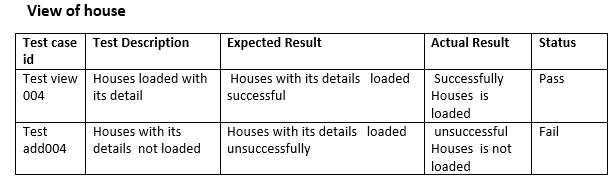 View of house
Test case id Test Description Expected Result Actual Result Status
Test view 004 Houses loaded with its detail Houses with its details loaded successful Successfully Houses is loaded Pass
Test add004 Houses with its details not loaded Houses with its details loaded unsuccessfully unsuccessful Houses is not loaded Fail